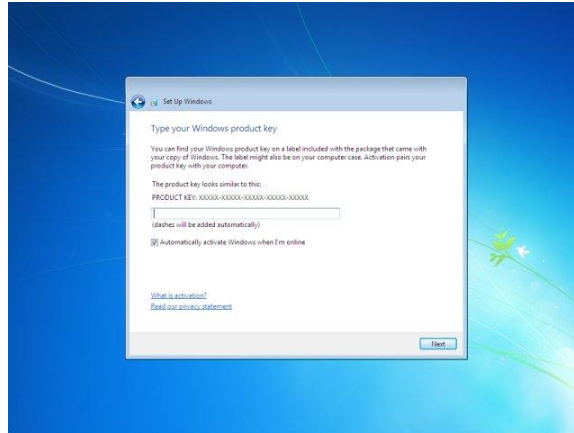 Set Up Windows
Type your Windows product key
You can find your Windows product key on a label included with the package that came with
your copy of Windows. The label might also be on your computer case. Activation pairs your
product key with your computer.
The product key looks similar to this:
PRODUCT KEY: XXXXX-XXXXX-XXXXX-XXXXX-XXXXX
(dashes will be added automatically)
Automatically activate Windows when I'm online
What is activation?
Read our privacy statement
Next